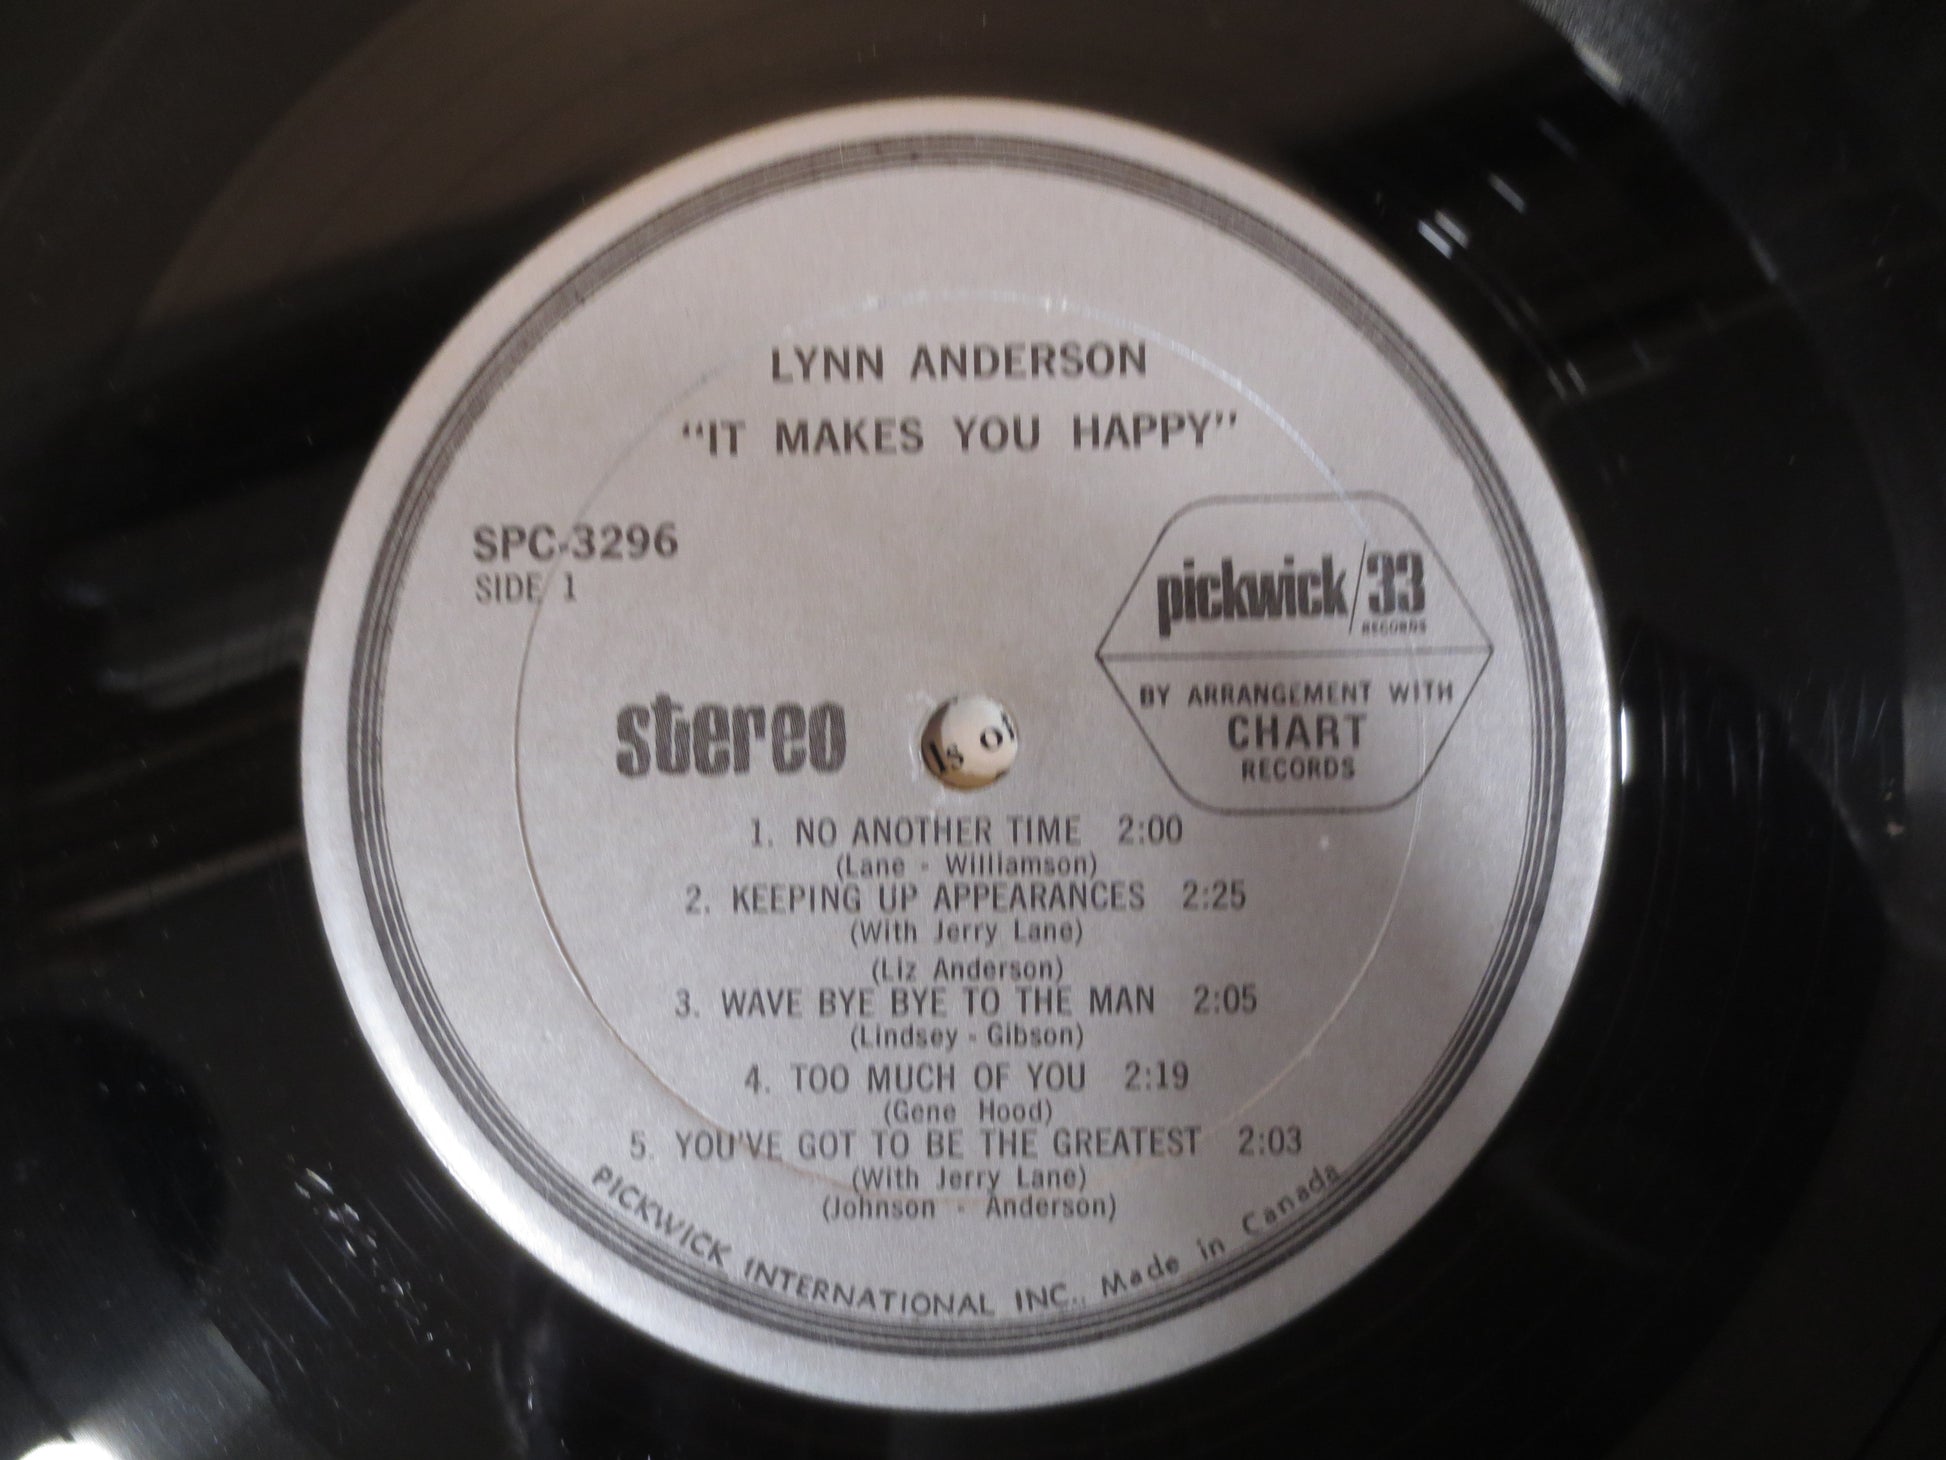 LYNN ANDERSON
"IT MAKES YOU HAPPY"
SPC-3296
SIDE 1
pickwick/33
RECORDS
BY ARRANGEMENT WITH
CHART
RECORDS
stereo
ls of
1. NO ANOTHER TIME 2:00
(Lane - Williamson)
2. KEEPING UP APPEARANCES 2:25
(With Jerry Lane)
(Liz Anderson)
3. WAVE BYE BYE TO THE MAN 2:05
(Lindsey - Gibson)
4. TOO MUCH OF YOU 2:19
(Gene Hood)
5. YOU'VE GOT TO BE THE GREATEST 2:03
(With Jerry Lane)
(Johnson - Anderson)
PICKWICK INTERNATIONAL INC., Made in Canada